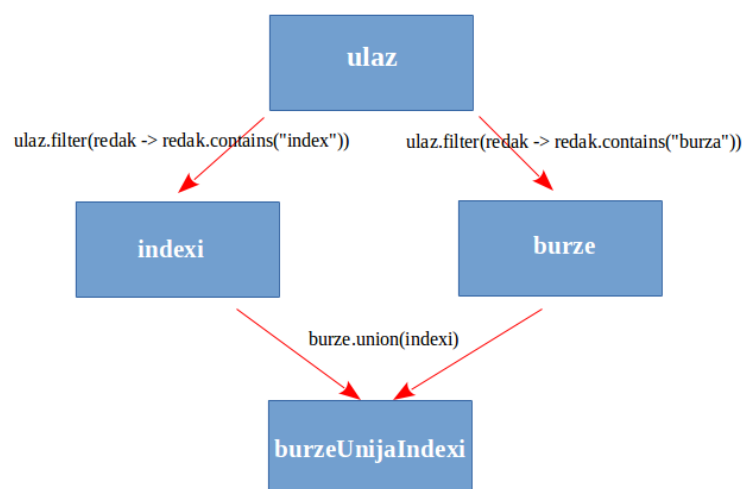 ulaz
ulaz.filter(redak -> redak.contains("index"))
ulaz.filter(redak -> redak.contains("burza"))
indexi
burze
burze.union(indexi)
burzeUnijaIndexi